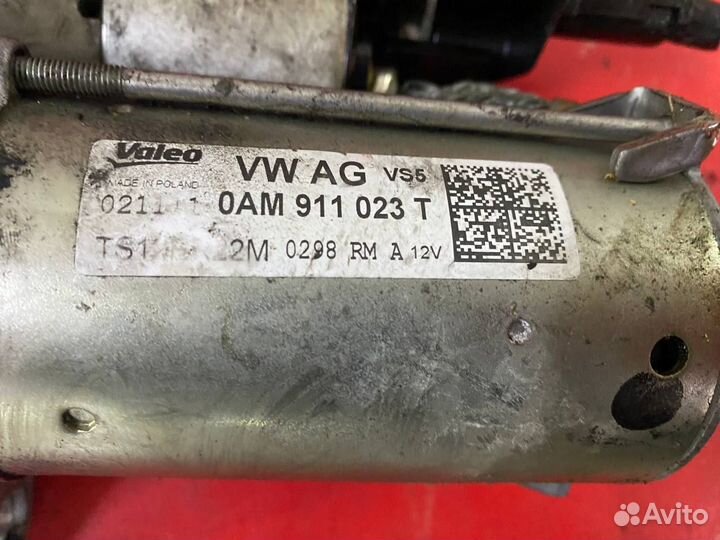 Valeo VW AG VS5
MADE IN POLAND
0AM 911 023 T
0298 RM A 12V
Avito